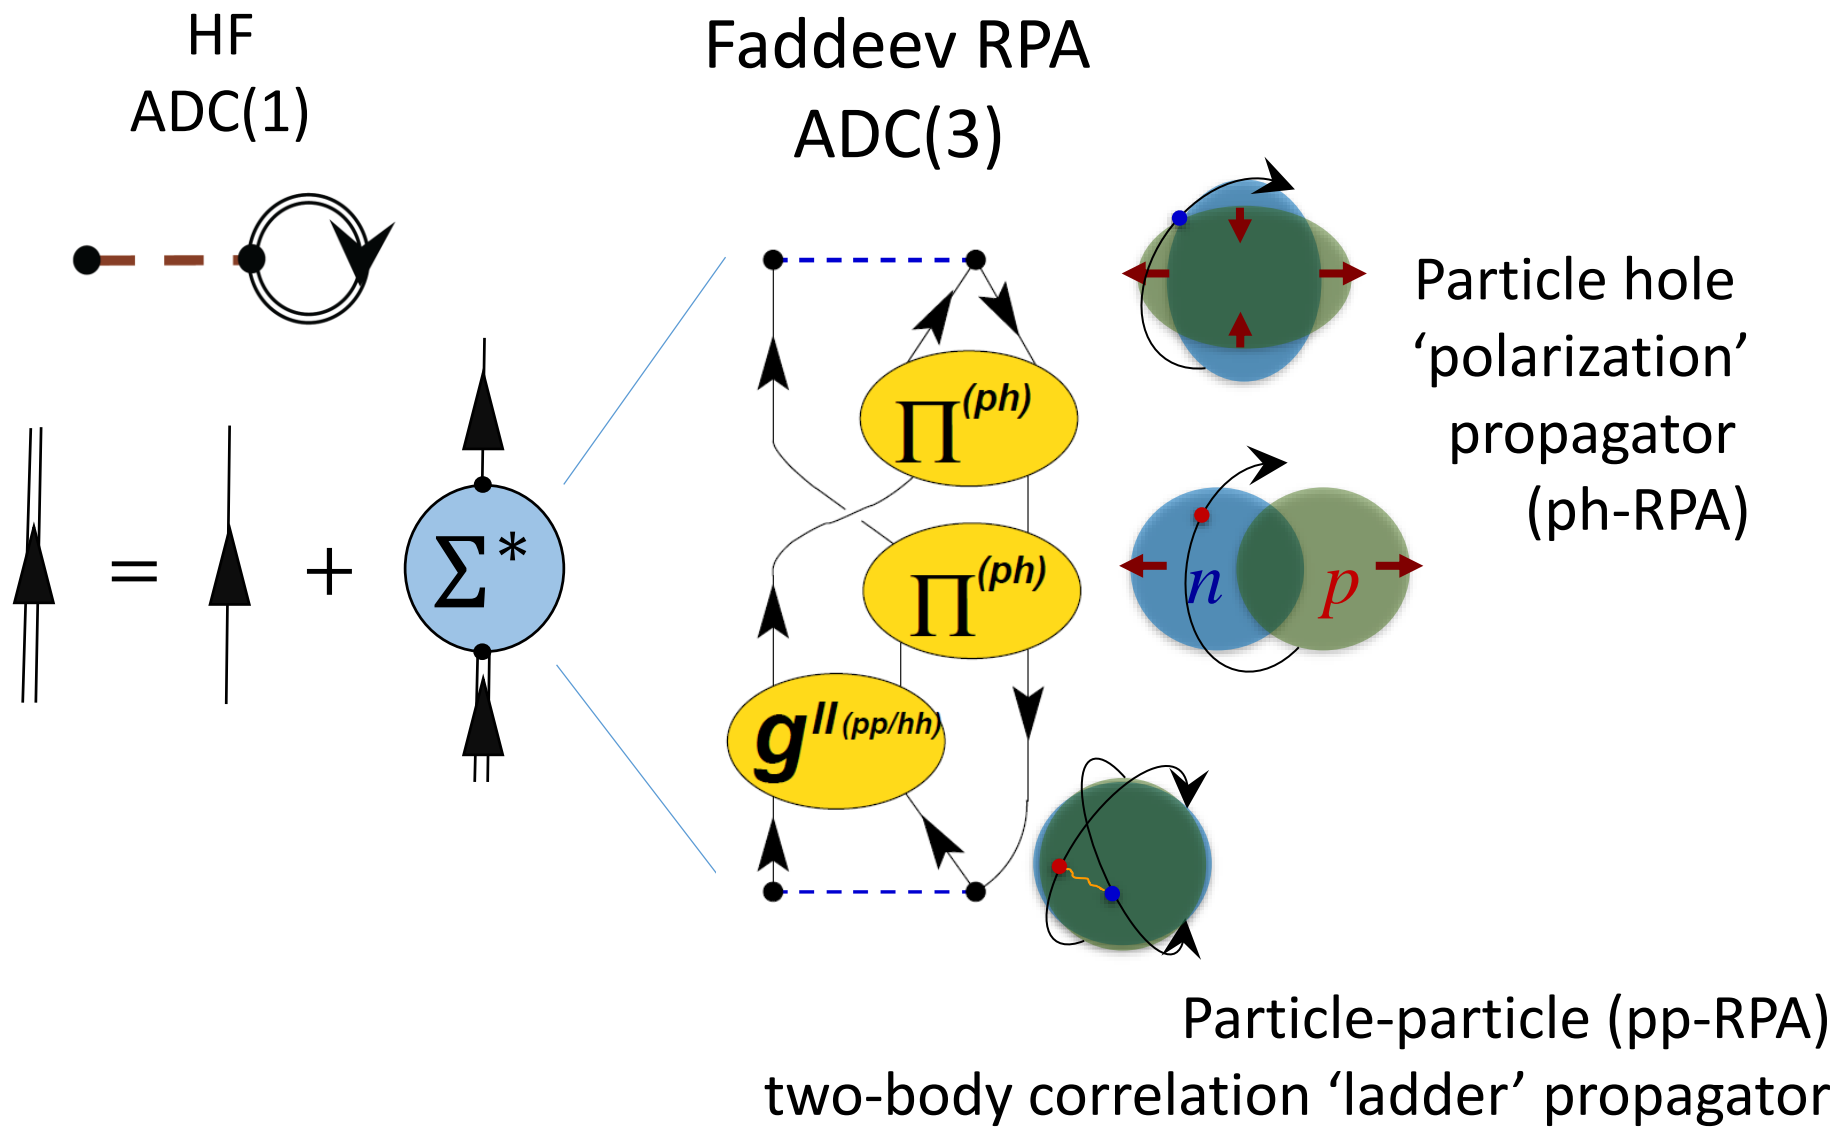 HF
ADC(1)
Faddeev RPA
ADC(3)
Particle hole
‘polarization’
propagator
(ph-RPA)
= + Σ*
Π(ph)
Π(ph)
gII (pp/hh)
n p
Particle-particle (pp-RPA)
two-body correlation ‘ladder’ propagator